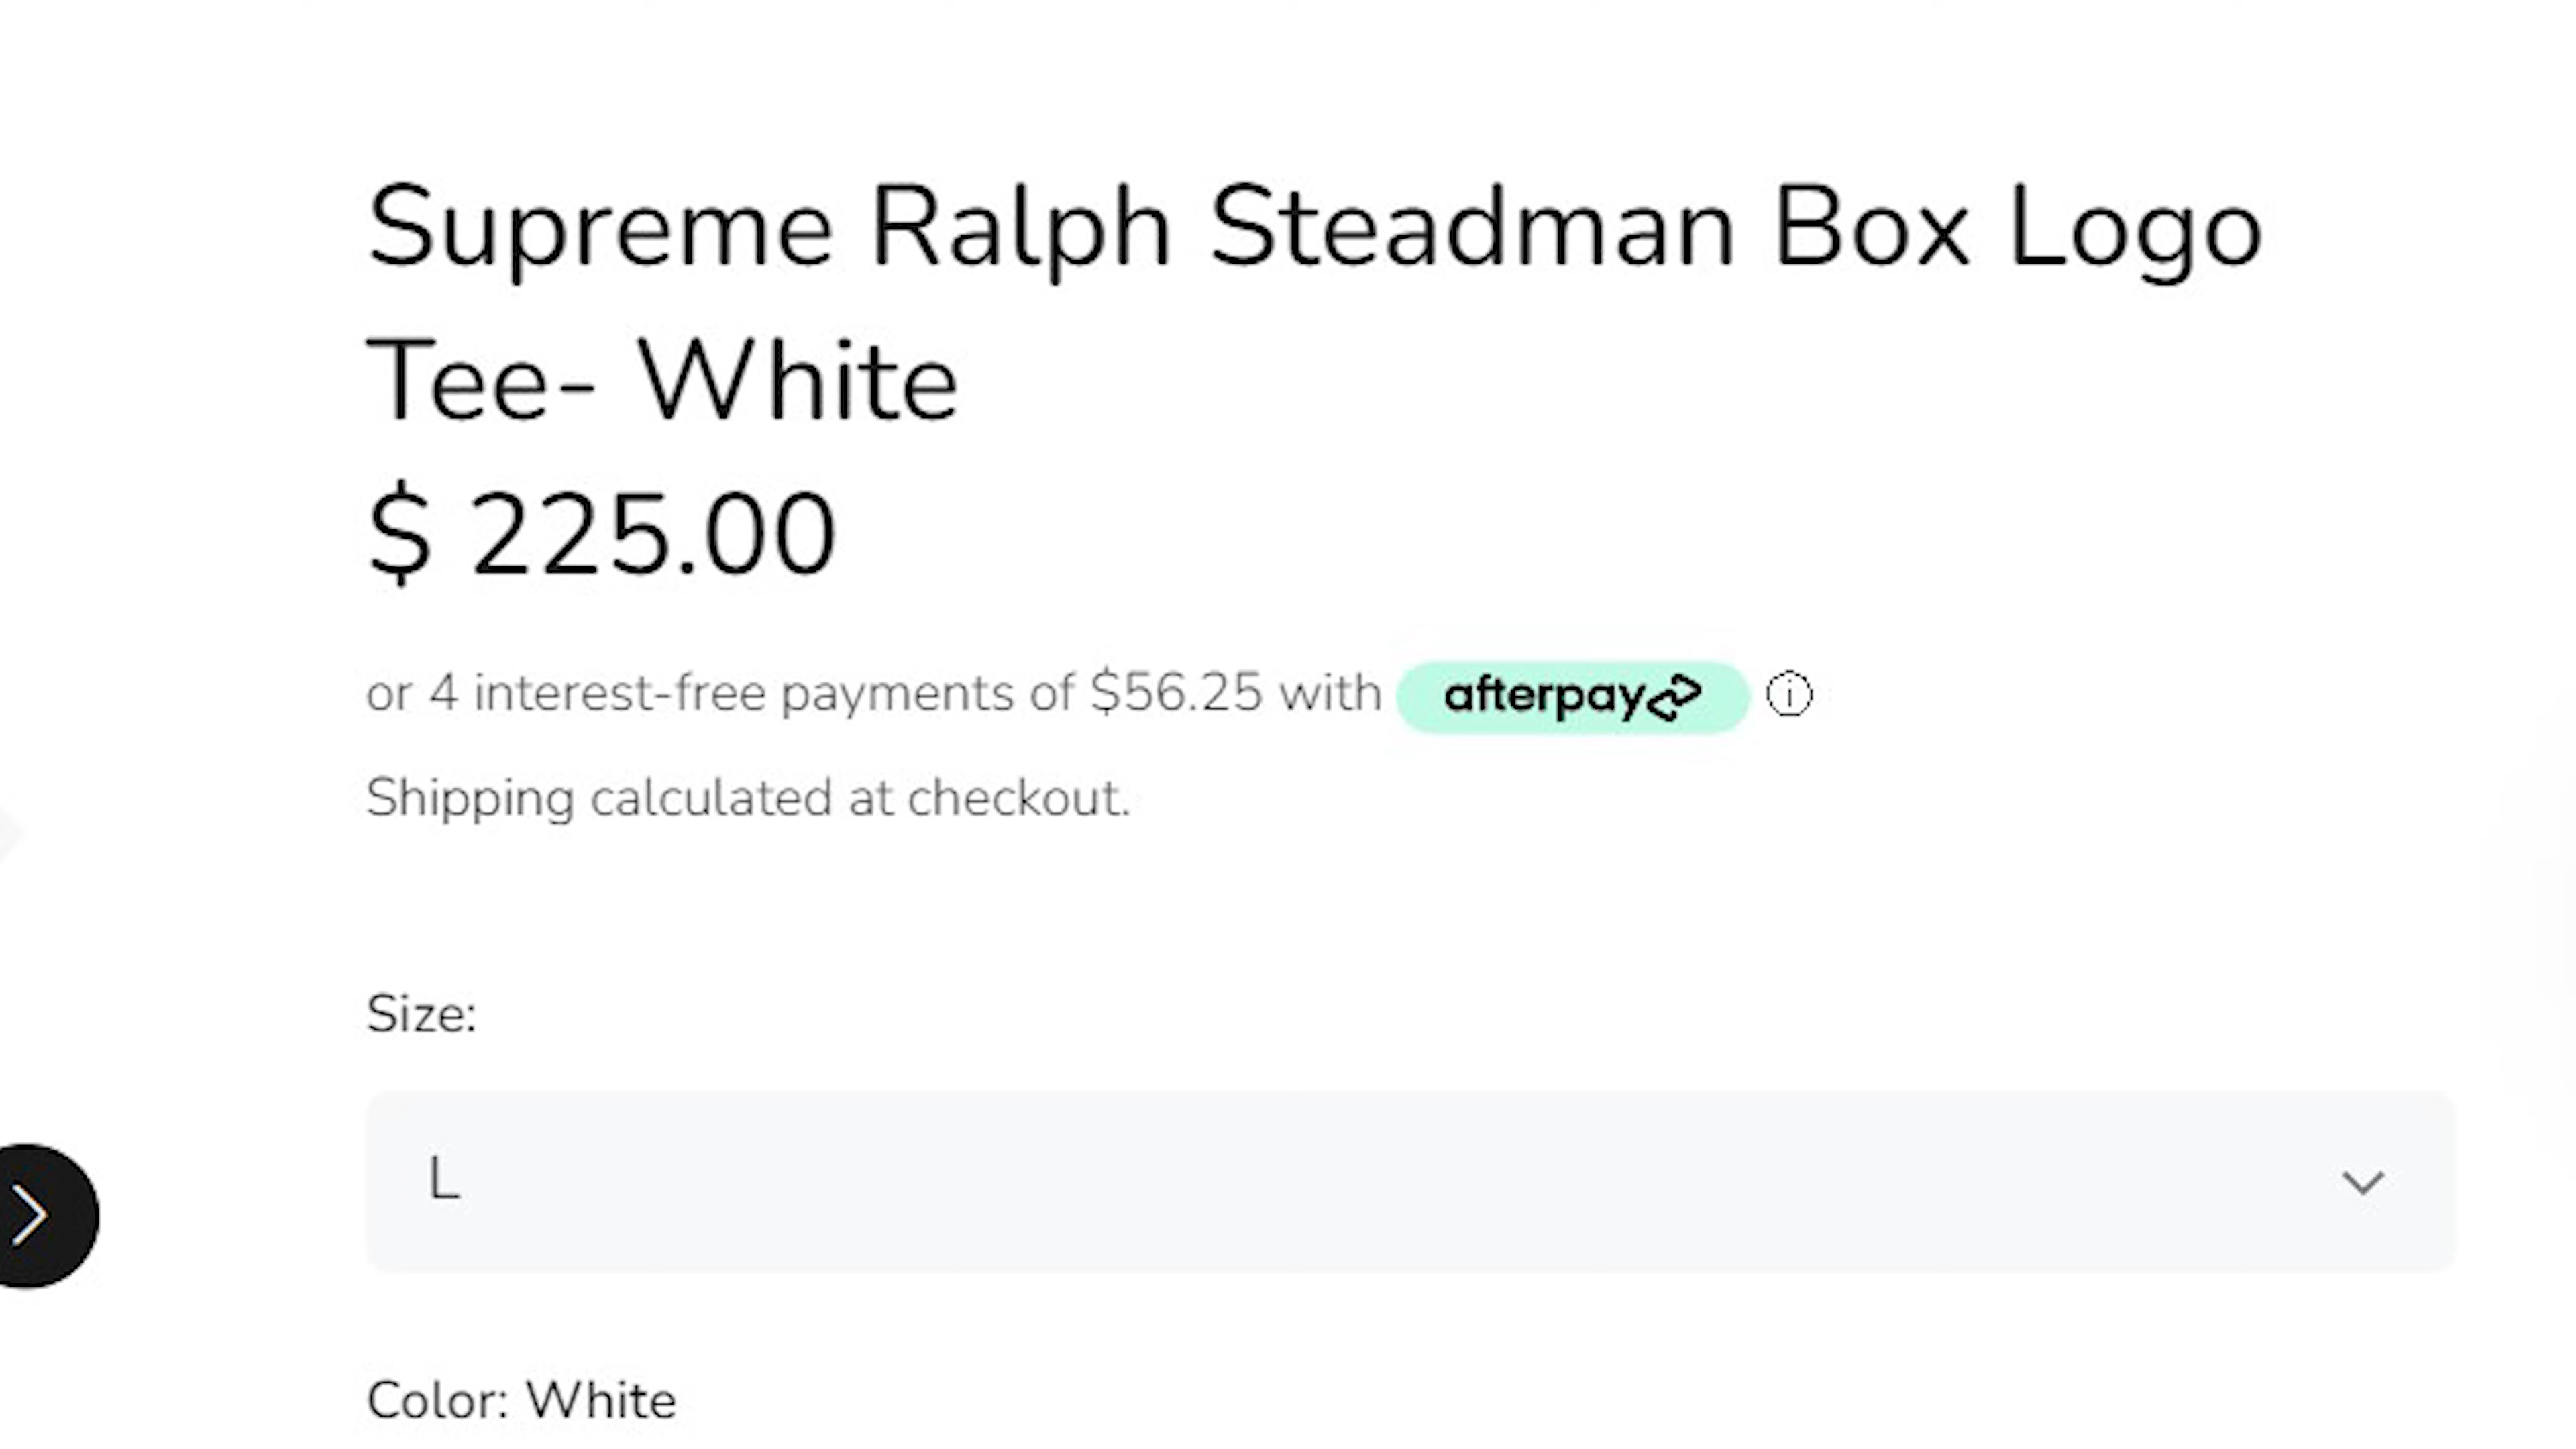 Supreme Ralph Steadman Box Logo
Tee- White
$ 225.00
or 4 interest-free payments of $56.25 with afterpay
Shipping calculated at checkout.
Size:
L
Color: White